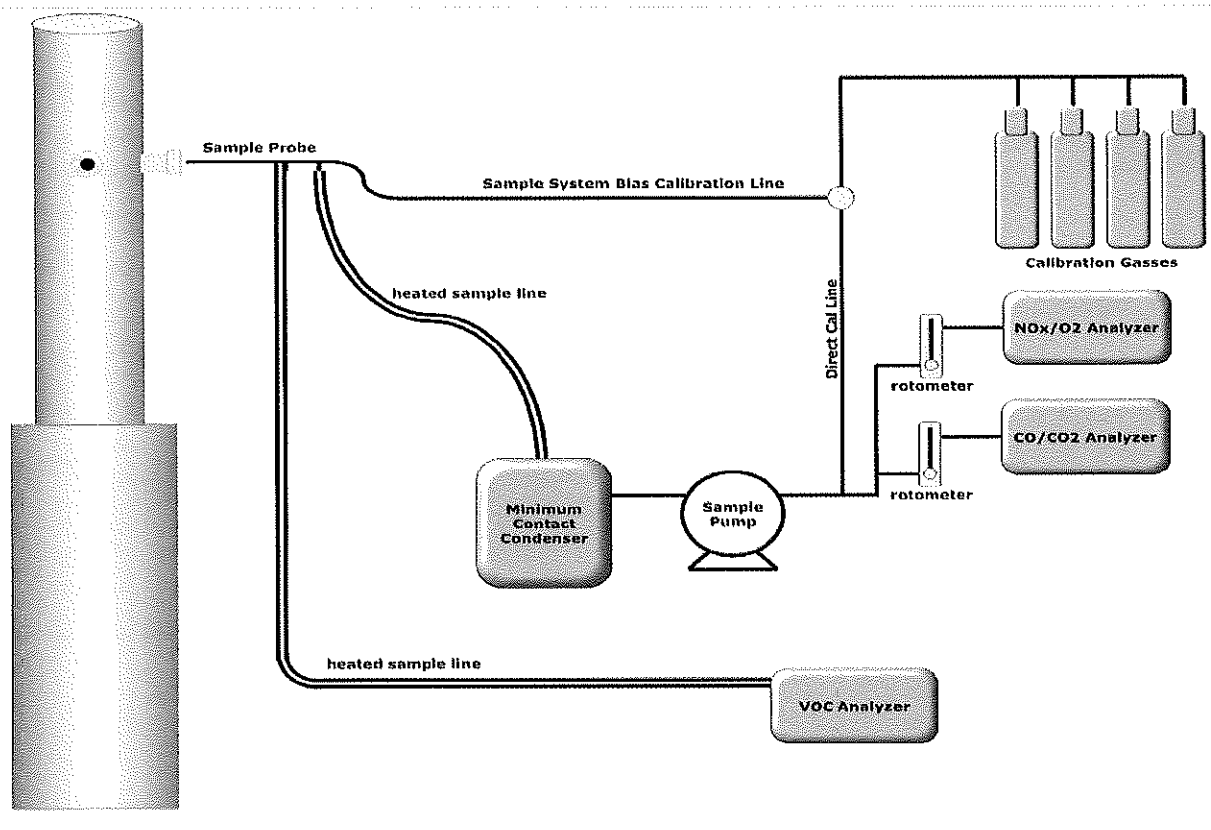 Sample Probe
Sample System Bias Calibration Line
Calibration Gasses
heated sample line
Direct Cal Line
NOx/O2 Analyzer
rotometer
CO/CO2 Analyzer
rotometer
Minimum
Contact
Condenser
Sample
Pump
heated sample line
VOC Analyzer